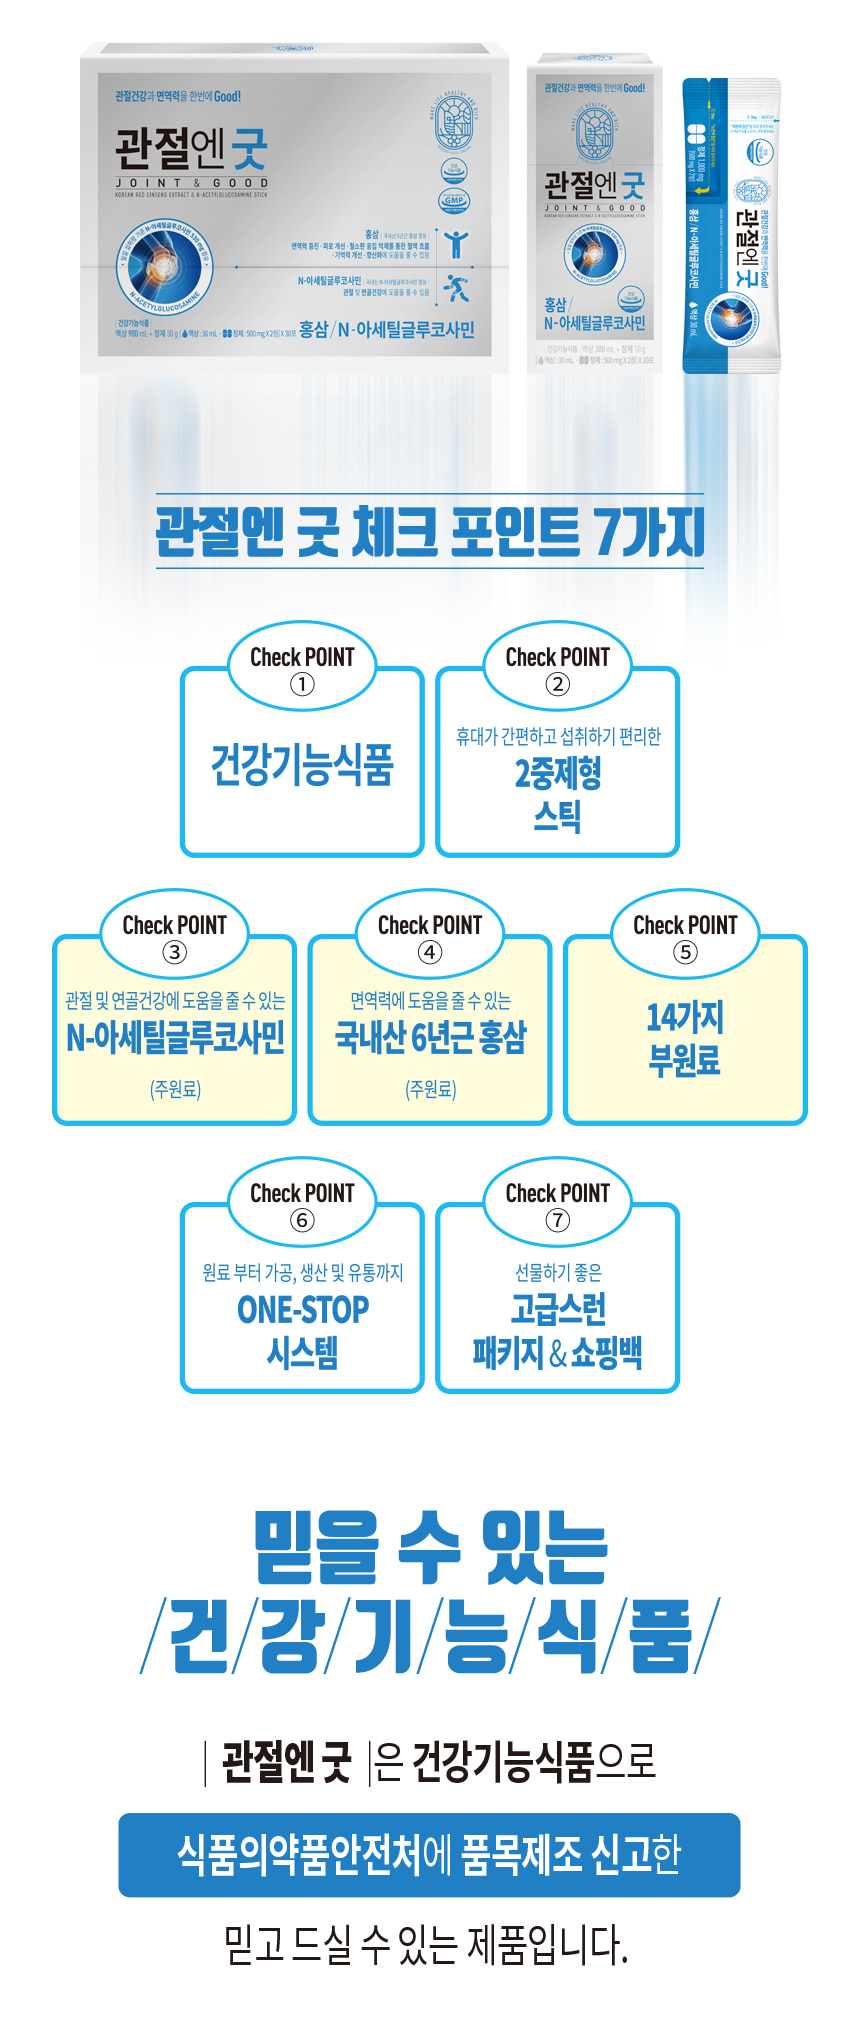 관절건강과 면역력을 한번에 Good!
관절엔 굿
JOINT & GOOD
KOREAN RED GINSENG EXTRACT & N-ACETYLGLUCOSAMINE STICK
MAKE LIFE HEALTHY AND RICH
GMP
N-ACETYLGLUCOSAMINE
홍삼
면역력 증진 · 피로 개선 · 혈소판 응집 억제를 통한 혈액 흐름
· 기억력 개선 · 항산화에 도움을 줄 수 있음
N-아세틸글루코사민
관절 및 연골건강에 도움을 줄 수 있음
건강기능식품
액상 900 mL + 정제 30 g [액상 : 30 mL · 정제 : 500 mg X 2정] X 30포
홍삼 / N-아세틸글루코사민
관절건강과 면역력을 한번에 Good!
관절엔 굿
JOINT & GOOD
KOREAN RED GINSENG EXTRACT & N-ACETYLGLUCOSAMINE STICK
홍삼 /
N-아세틸글루코사민
건강기능식품 : 액상 300 mL + 정제 10 g
[액상 : 30 mL · 정제 : 500 mg X 2정] X 10포
관절건강과 면역력을 한번에 Good!
관절엔 굿
홍삼 / N-아세틸글루코사민
정제 1,000 mg
(500 mg X 2정)
액상 30 mL
관절엔 굿 체크 포인트 7가지
Check POINT
①
건강기능식품
Check POINT
②
휴대가 간편하고 섭취하기 편리한
2중제형
스틱
Check POINT
③
관절 및 연골건강에 도움을 줄 수 있는
N-아세틸글루코사민
(주원료)
Check POINT
④
면역력에 도움을 줄 수 있는
국내산 6년근 홍삼
(주원료)
Check POINT
⑤
14가지
부원료
Check POINT
⑥
원료 부터 가공, 생산 및 유통까지
ONE-STOP
시스템
Check POINT
⑦
선물하기 좋은
고급스런
패키지 & 쇼핑백
믿을 수 있는
/건/강/기/능/식/품/
| 관절엔 굿 |은 건강기능식품으로
식품의약품안전처에 품목제조 신고한
믿고 드실 수 있는 제품입니다.